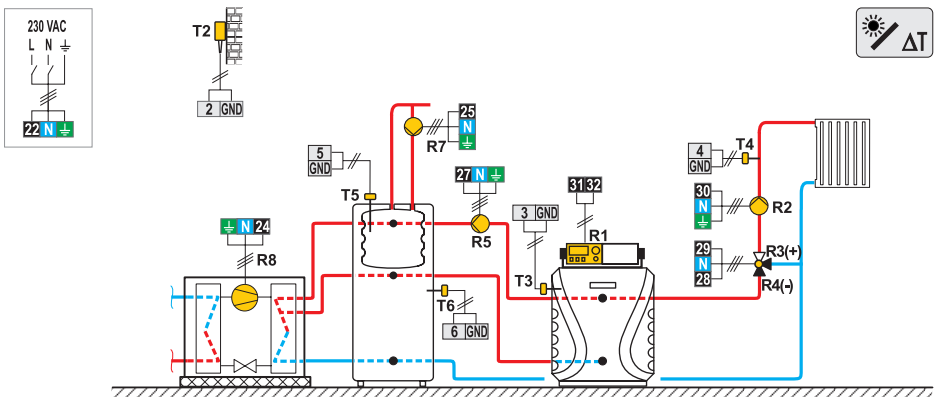 230 VAC
L N
22 N
T2
2 GND
ΔT
25
N
R7
5
GND
T5
27 N
R5
31 32
3 GND
R1
T3
N 24
R8
T6
6 GND
4
GND
T4
30
N
R2
29
N
28
R3(+)
R4(-)